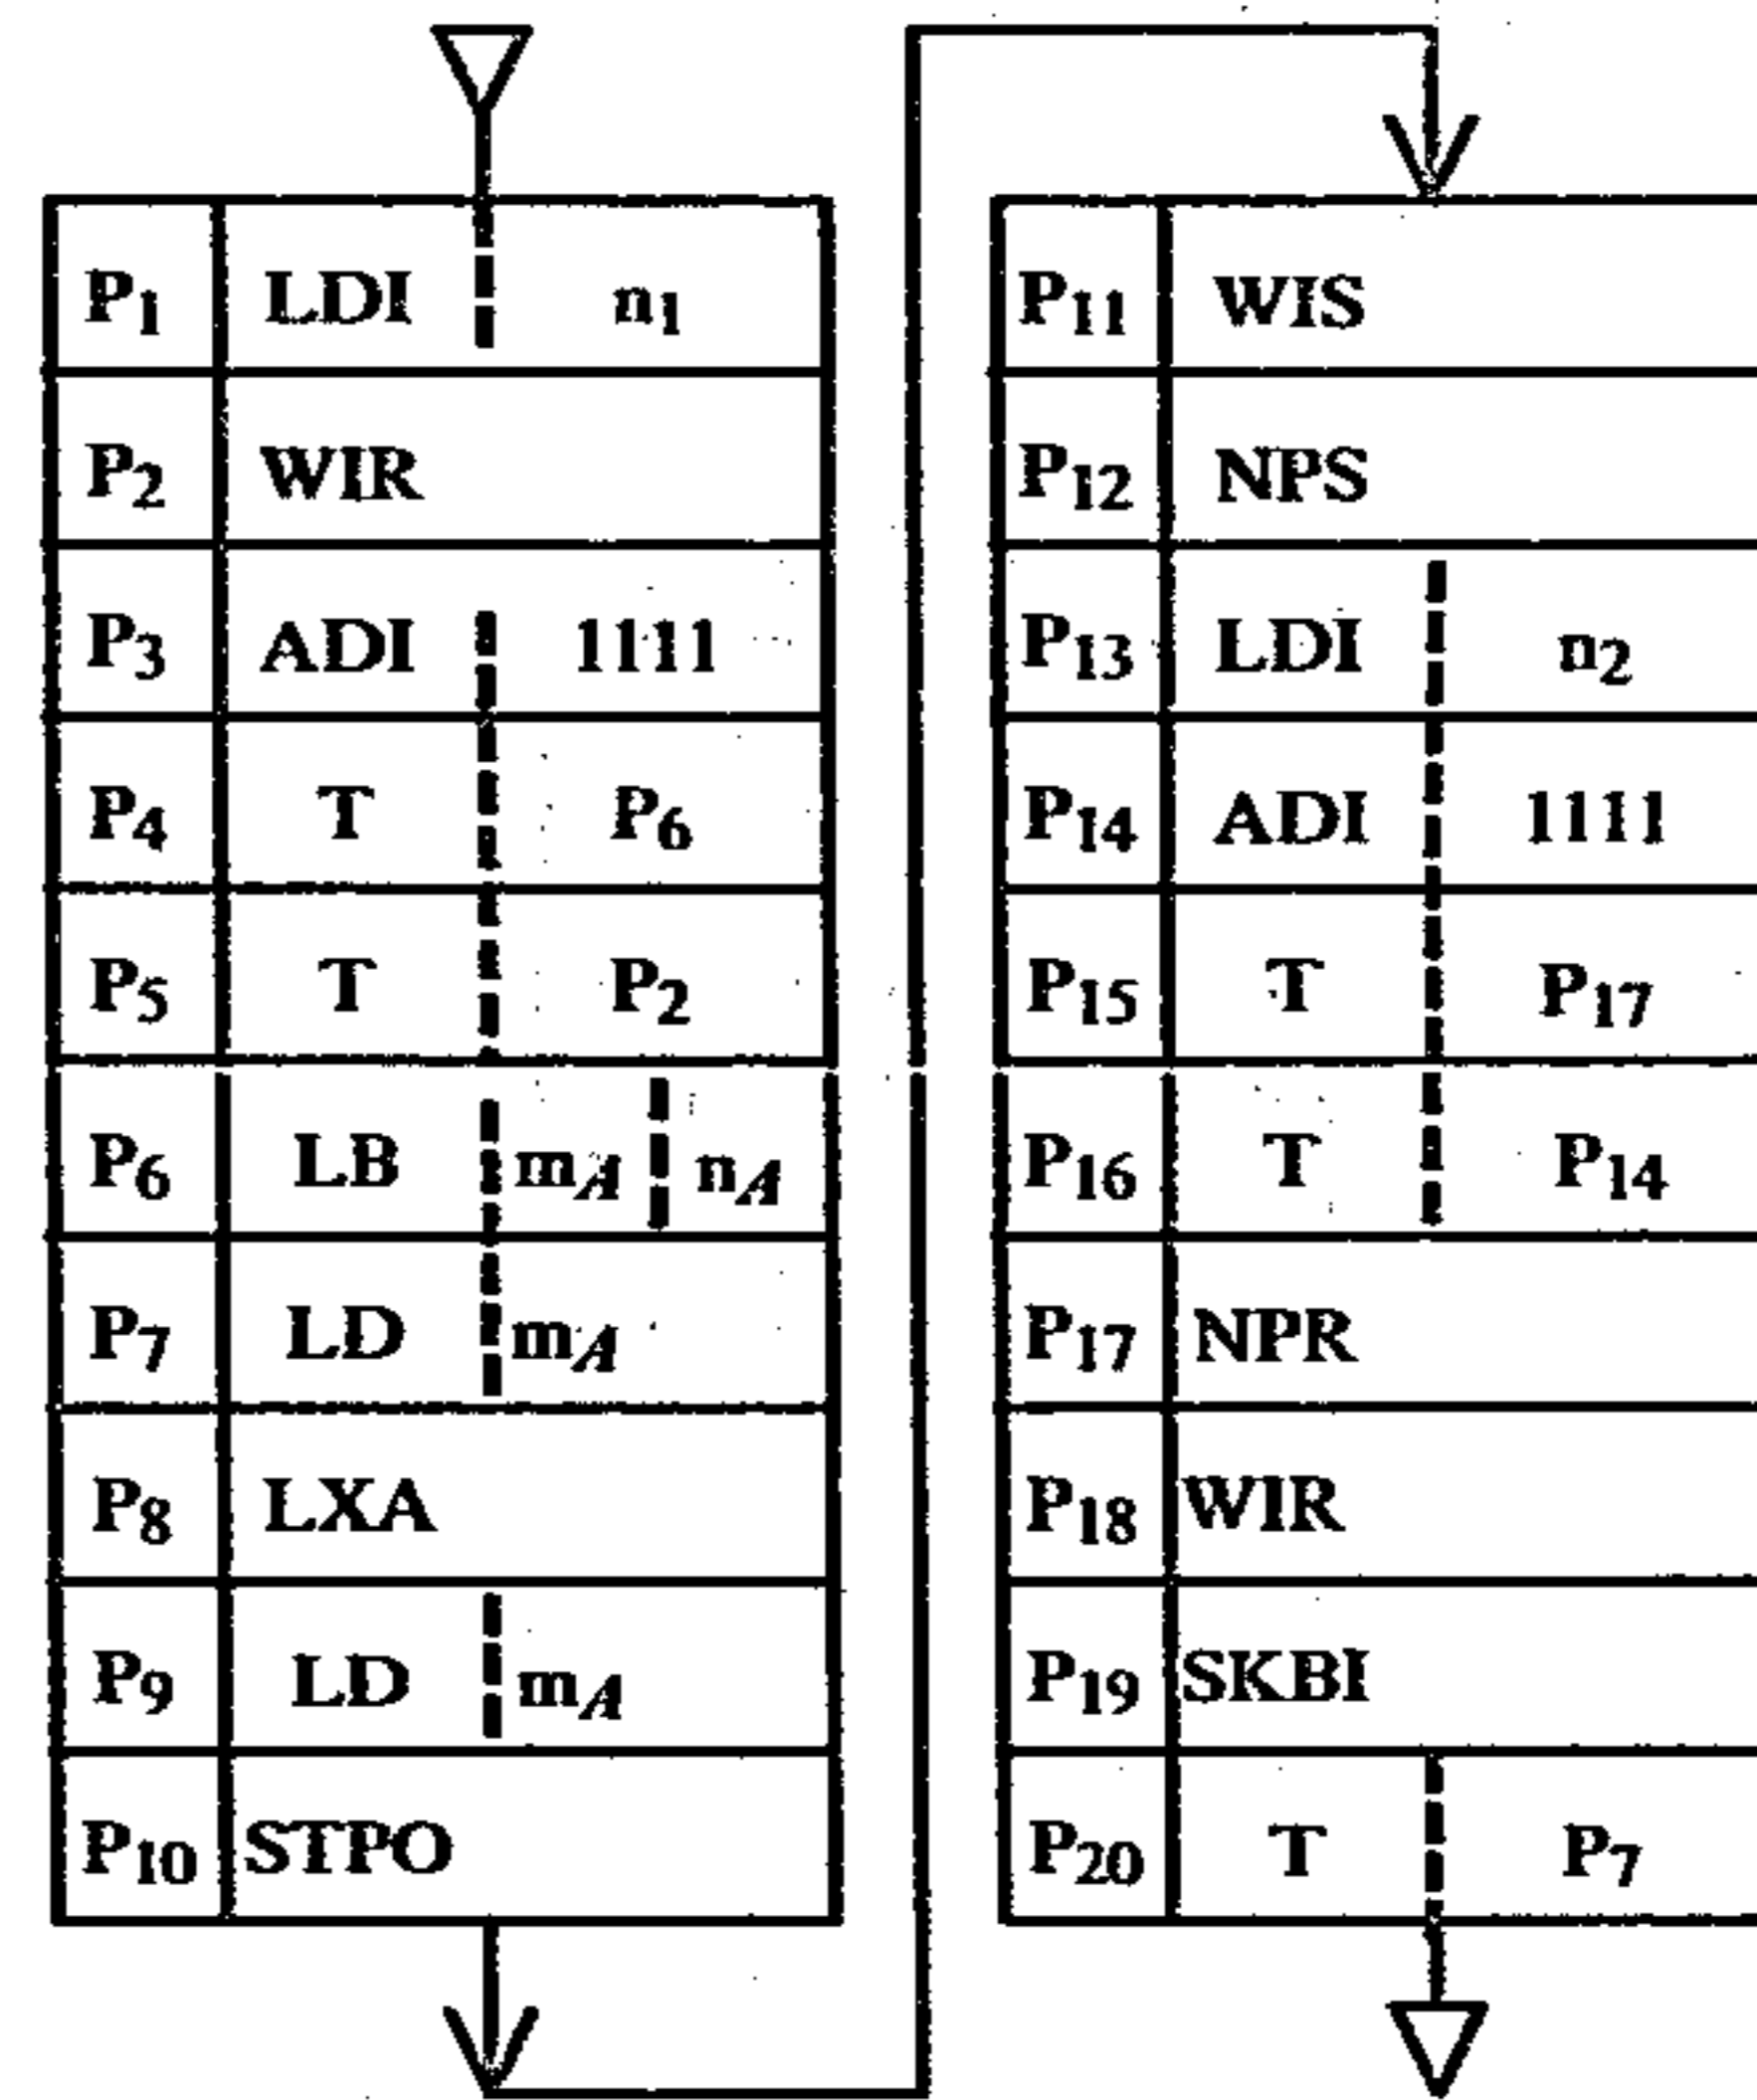 P1 LDI n1
P2 WIR
P3 ADI 1111
P4 T P6
P5 T P2
P6 LB mA nA
P7 LD mA
P8 LXA
P9 LD mA
P10 STPO
P11 WIS
P12 NPS
P13 LDI n2
P14 ADI 1111
P15 T P17
P16 T P14
P17 NPR
P18 WIR
P19 SKBI
P20 T P7